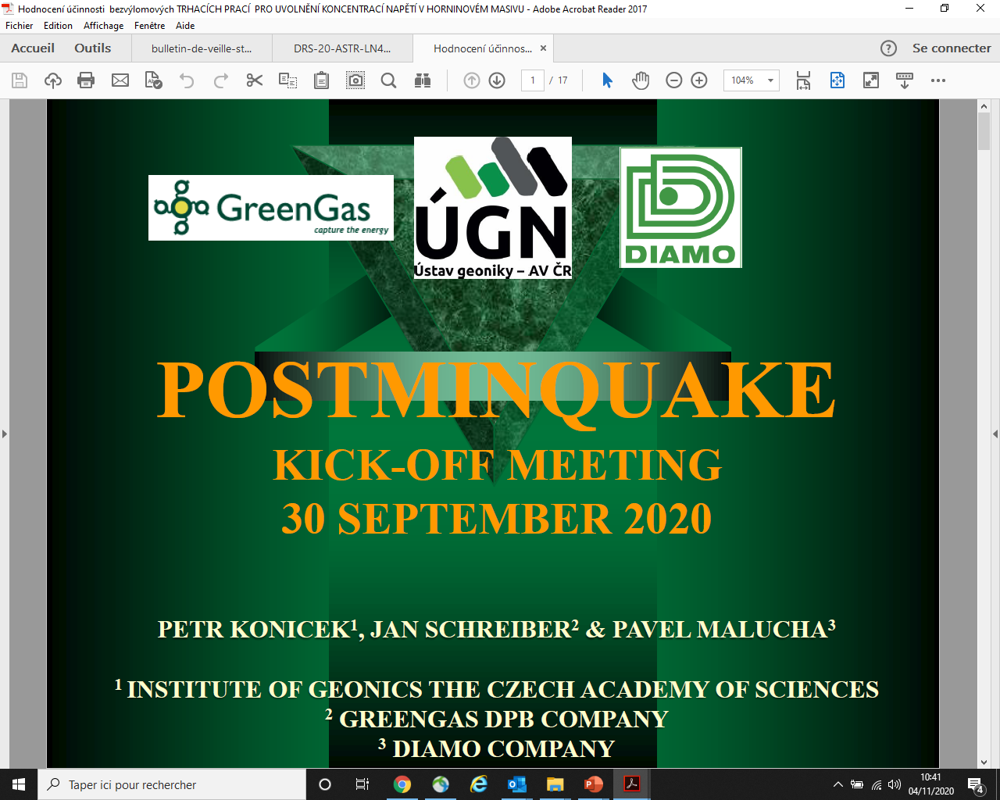 Hodnocení účinnosti  bezvýlomových TRHACÍCH PRACÍ  PRO UVOLNĚNÍ KONCENTRACÍ NAPĚTÍ V HORNINOVÉM MASIVU - Adobe Acrobat Reader 2017
Fichier Edition Affichage Fenêtre Aide
Accueil Outils bulletin-de-veille-st... DRS-20-ASTR-LN4... Hodnocení účinnos... × Se connecter
1 / 17 104%
GreenGas
capture the energy
ÚGN
Ústav geoniky – AV ČR
DIAMO
POSTMINQUAKE
KICK-OFF MEETING
30 SEPTEMBER 2020
PETR KONICEK1, JAN SCHREIBER2 & PAVEL MALUCHA3
1 INSTITUTE OF GEONICS THE CZECH ACADEMY OF SCIENCES
2 GREENGAS DPB COMPANY
3 DIAMO COMPANY
Taper ici pour rechercher
10:41
04/11/2020
4